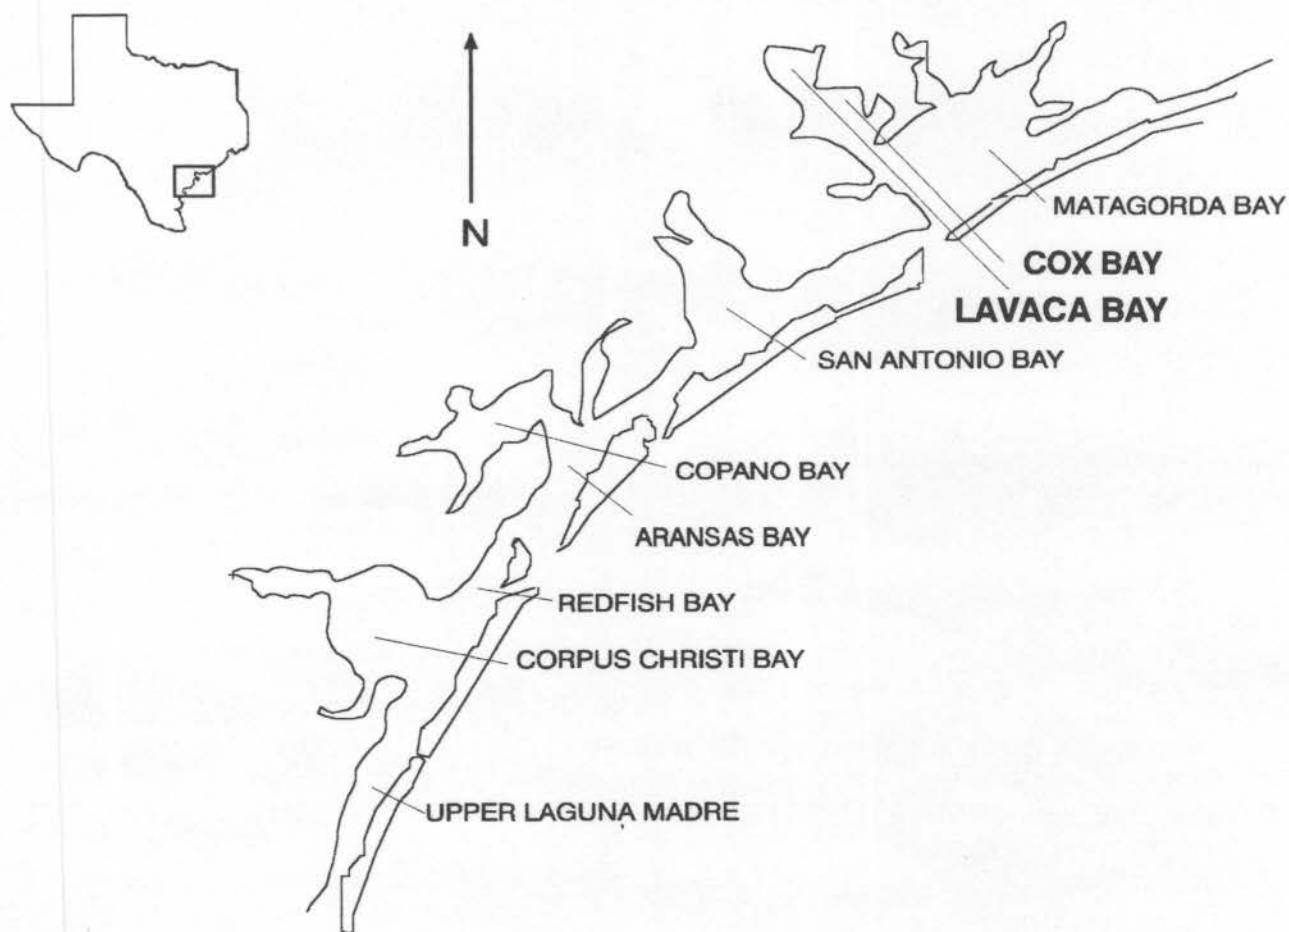 N
MATAGORDA BAY
COX BAY
LAVACA BAY
SAN ANTONIO BAY
COPANO BAY
ARANSAS BAY
REDFISH BAY
CORPUS CHRISTI BAY
UPPER LAGUNA MADRE